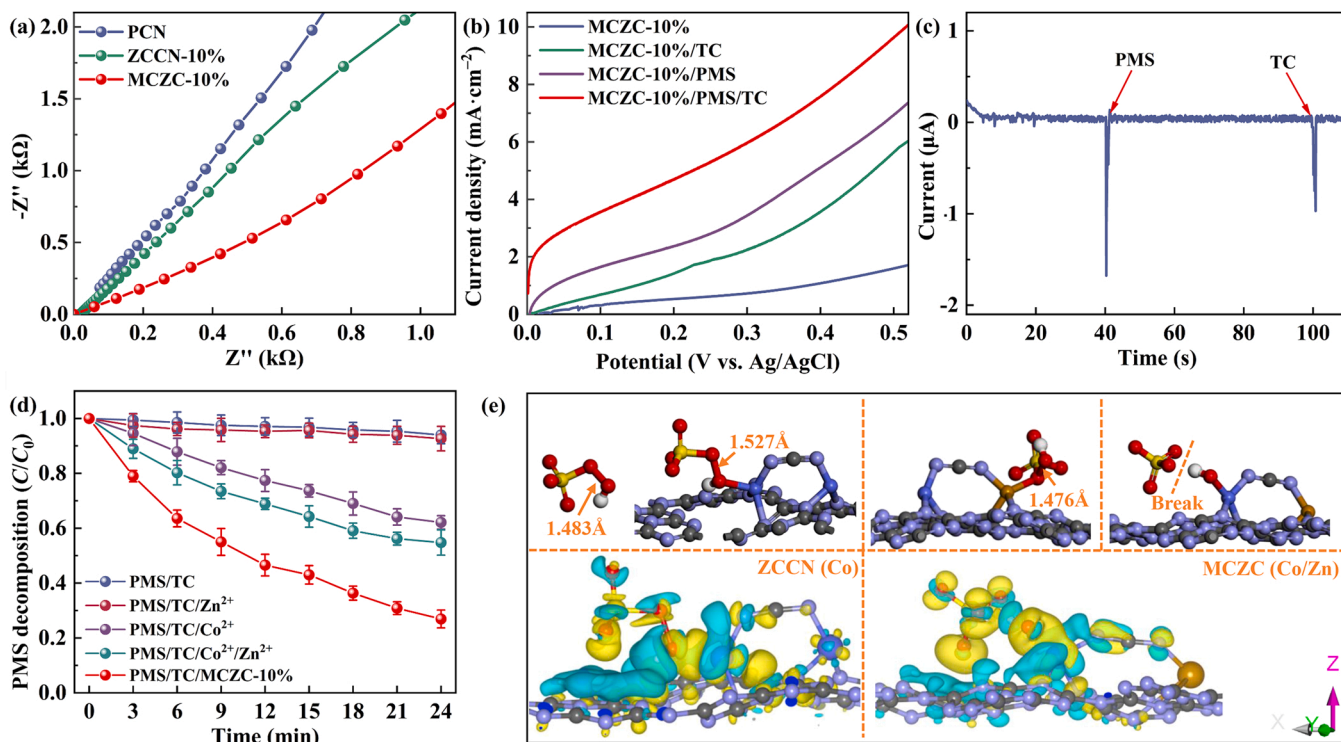 (a)
PCN
ZCCN-10%
MCZC-10%
2.0
1.5
1.0
0.5
0.0
-Z'' (kΩ)
0.0 0.2 0.4 0.6 0.8 1.0
Z'' (kΩ)
(b)
MCZC-10%
MCZC-10%/TC
MCZC-10%/PMS
MCZC-10%/PMS/TC
10
8
6
4
2
0
Current density (mA·cm⁻²)
0.0 0.1 0.2 0.3 0.4 0.5
Potential (V vs. Ag/AgCl)
(c)
PMS
TC
1
0
-1
-2
Current (μA)
0 20 40 60 80 100
Time (s)
(d)
1.0
0.8
0.6
0.4
0.2
0.0
PMS decomposition (C/C₀)
PMS/TC
PMS/TC/Zn²⁺
PMS/TC/Co²⁺
PMS/TC/Co²⁺/Zn²⁺
PMS/TC/MCZC-10%
0 3 6 9 12 15 18 21 24
Time (min)
(e)
1.483Å
1.527Å
1.476Å
Break
ZCCN (Co)
MCZC (Co/Zn)
Z
X
Y